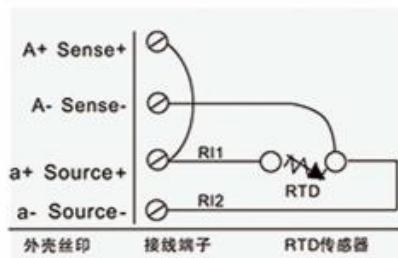 A+ Sense+
A- Sense-
a+ Source+
RI1
RTD
a- Source-
RI2
外壳丝印 接线端子 RTD传感器